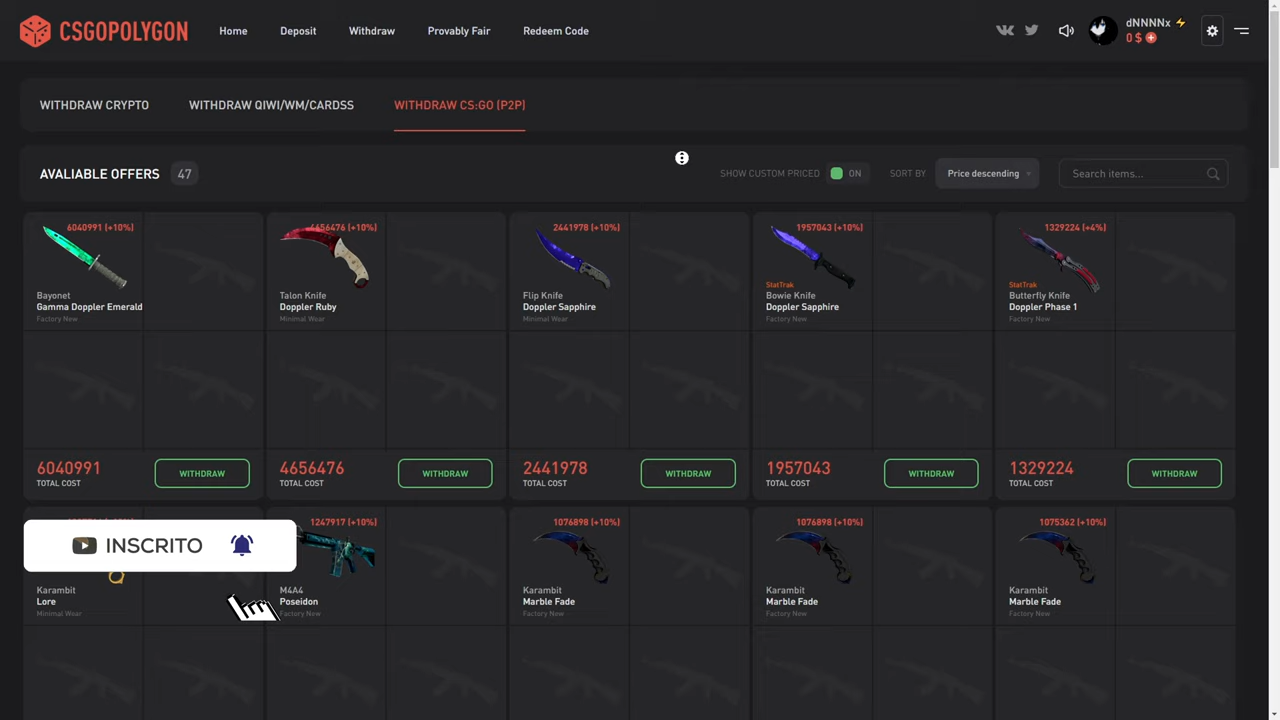 CSGOPOLYGON
Home
Deposit
Withdraw
Provably Fair
Redeem Code
dNNNNx
0 $
WITHDRAW CRYPTO
WITHDRAW QIWI/WM/CARDSS
WITHDRAW CS:GO (P2P)
AVALIABLE OFFERS 47
SHOW CUSTOM PRICED ON
SORT BY Price descending
Search items...
6040991 (+10%)
Bayonet
Gamma Doppler Emerald
Factory New
6040991
TOTAL COST
WITHDRAW
4656476 (+10%)
Talon Knife
Doppler Ruby
Minimal Wear
4656476
TOTAL COST
WITHDRAW
2441978 (+10%)
Flip Knife
Doppler Sapphire
Minimal Wear
2441978
TOTAL COST
WITHDRAW
1957043 (+10%)
StatTrak
Bowie Knife
Doppler Sapphire
Factory New
1957043
TOTAL COST
WITHDRAW
1329224 (+4%)
StatTrak
Butterfly Knife
Doppler Phase 1
Factory New
1329224
TOTAL COST
WITHDRAW
INSCRITO
Karambit
Lore
Minimal Wear
1247917 (+10%)
M4A4
Poseidon
Factory New
1076898 (+10%)
Karambit
Marble Fade
Factory New
1076898 (+10%)
Karambit
Marble Fade
Factory New
1075362 (+10%)
Karambit
Marble Fade
Factory New